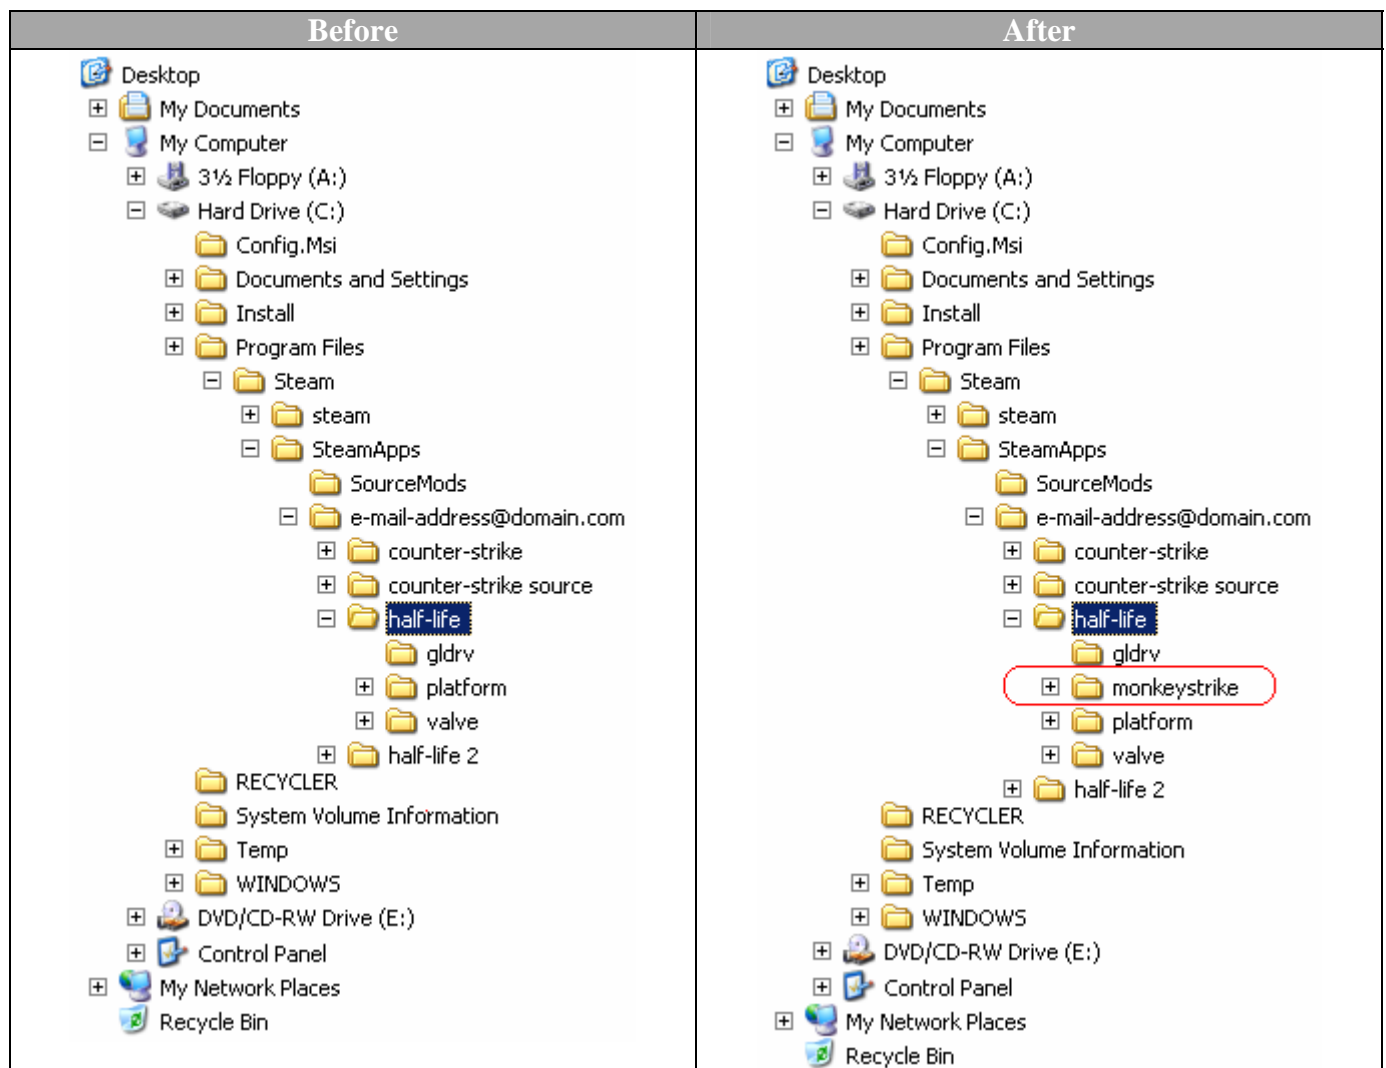 Before
Desktop
My Documents
My Computer
3½ Floppy (A:)
Hard Drive (C:)
Config.Msi
Documents and Settings
Install
Program Files
Steam
steam
SteamApps
SourceMods
e-mail-address@domain.com
counter-strike
counter-strike source
half-life
gldrv
platform
valve
half-life 2
RECYCLER
System Volume Information
Temp
WINDOWS
DVD/CD-RW Drive (E:)
Control Panel
My Network Places
Recycle Bin
After
Desktop
My Documents
My Computer
3½ Floppy (A:)
Hard Drive (C:)
Config.Msi
Documents and Settings
Install
Program Files
Steam
steam
SteamApps
SourceMods
e-mail-address@domain.com
counter-strike
counter-strike source
half-life
gldrv
monkeystrike
platform
valve
half-life 2
RECYCLER
System Volume Information
Temp
WINDOWS
DVD/CD-RW Drive (E:)
Control Panel
My Network Places
Recycle Bin